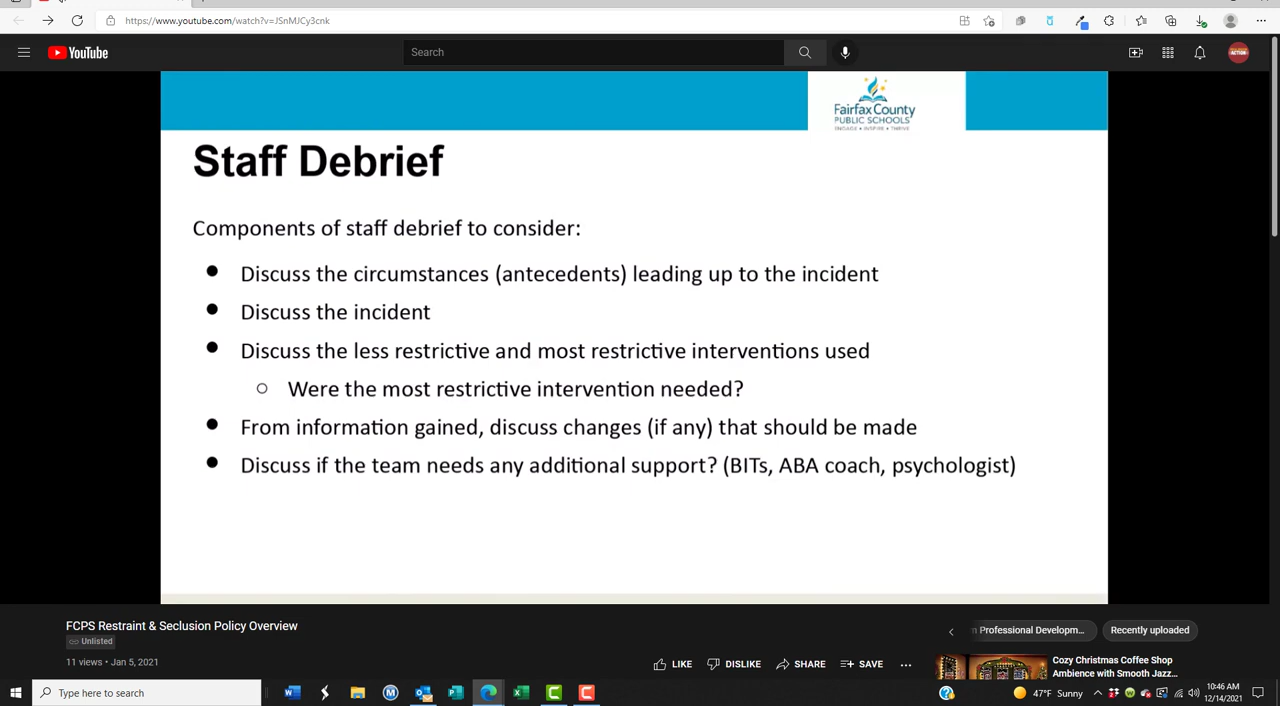 https://www.youtube.com/watch?v=JSnMJCy3cnk
YouTube
Search
Fairfax County
PUBLIC SCHOOLS
ENGAGE • INSPIRE • THRIVE
Staff Debrief
Components of staff debrief to consider:
● Discuss the circumstances (antecedents) leading up to the incident
● Discuss the incident
● Discuss the less restrictive and most restrictive interventions used
○ Were the most restrictive intervention needed?
● From information gained, discuss changes (if any) that should be made
● Discuss if the team needs any additional support? (BITs, ABA coach, psychologist)
FCPS Restraint & Seclusion Policy Overview
Unlisted
11 views • Jan 5, 2021
LIKE DISLIKE SHARE SAVE
Professional Developm... Recently uploaded
Cozy Christmas Coffee Shop
Ambience with Smooth Jazz...
Type here to search
47°F Sunny
10:46 AM
12/14/2021